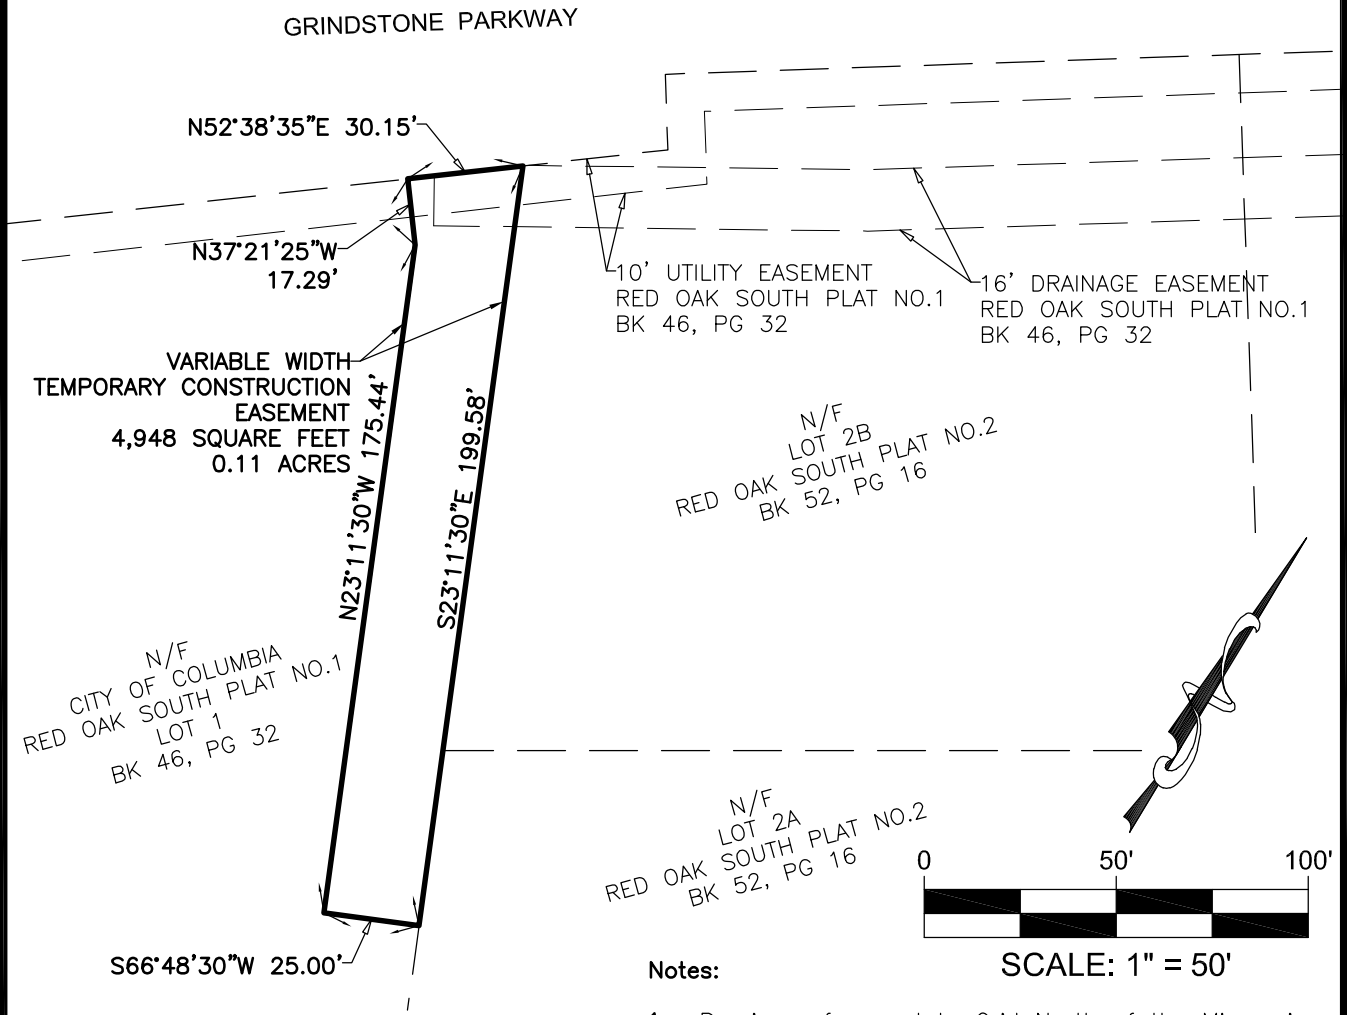 GRINDSTONE PARKWAY
N52°38'35"E 30.15'
N37°21'25"W
17.29'
10' UTILITY EASEMENT
RED OAK SOUTH PLAT NO.1
BK 46, PG 32
16' DRAINAGE EASEMENT
RED OAK SOUTH PLAT NO.1
BK 46, PG 32
VARIABLE WIDTH
TEMPORARY CONSTRUCTION
EASEMENT
4,948 SQUARE FEET
0.11 ACRES
N23°11'30"W 175.44'
S23°11'30"E 199.58'
N/F
LOT 2B
RED OAK SOUTH PLAT NO.2
BK 52, PG 16
N/F
CITY OF COLUMBIA
RED OAK SOUTH PLAT NO.1
LOT 1
BK 46, PG 32
N/F
LOT 2A
RED OAK SOUTH PLAT NO.2
BK 52, PG 16
0 50' 100'
SCALE: 1" = 50'
S66°48'30"W 25.00'
Notes: